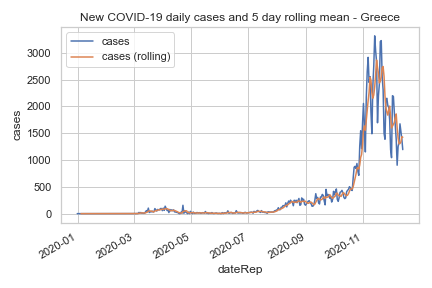 New COVID-19 daily cases and 5 day rolling mean - Greece
cases
cases (rolling)
3000
2500
2000
1500
1000
500
0
cases
2020-01
2020-03
2020-05
2020-07
2020-09
2020-11
dateRep